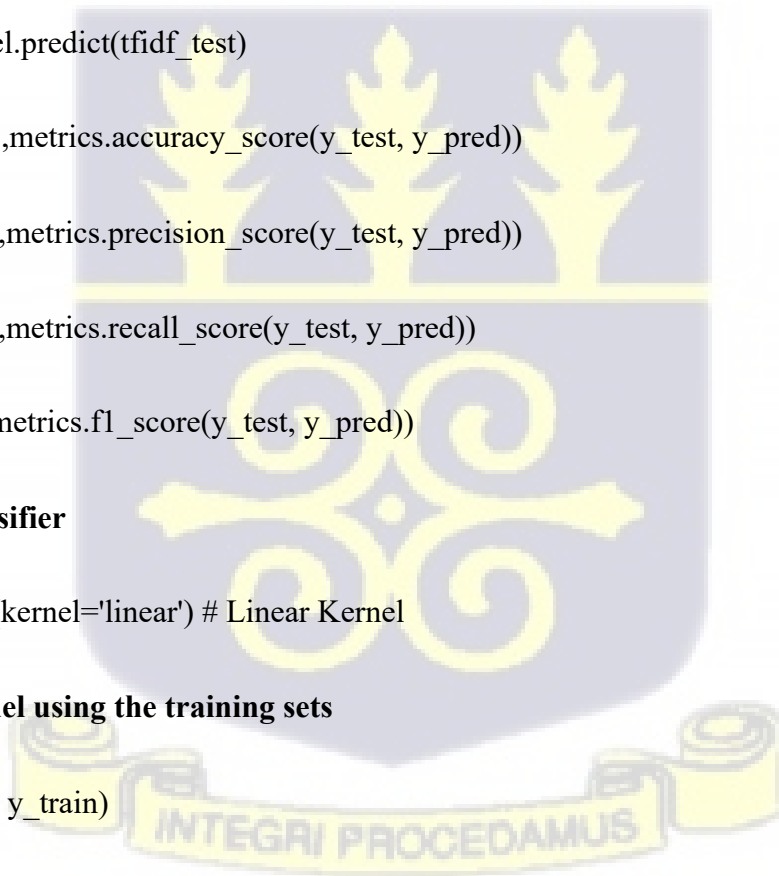 el.predict(tfidf_test)
,metrics.accuracy_score(y_test, y_pred))
,metrics.precision_score(y_test, y_pred))
,metrics.recall_score(y_test, y_pred))
metrics.f1_score(y_test, y_pred))
sifier
kernel='linear') # Linear Kernel
el using the training sets
y_train)
INTEGRI PROCEDAMUS